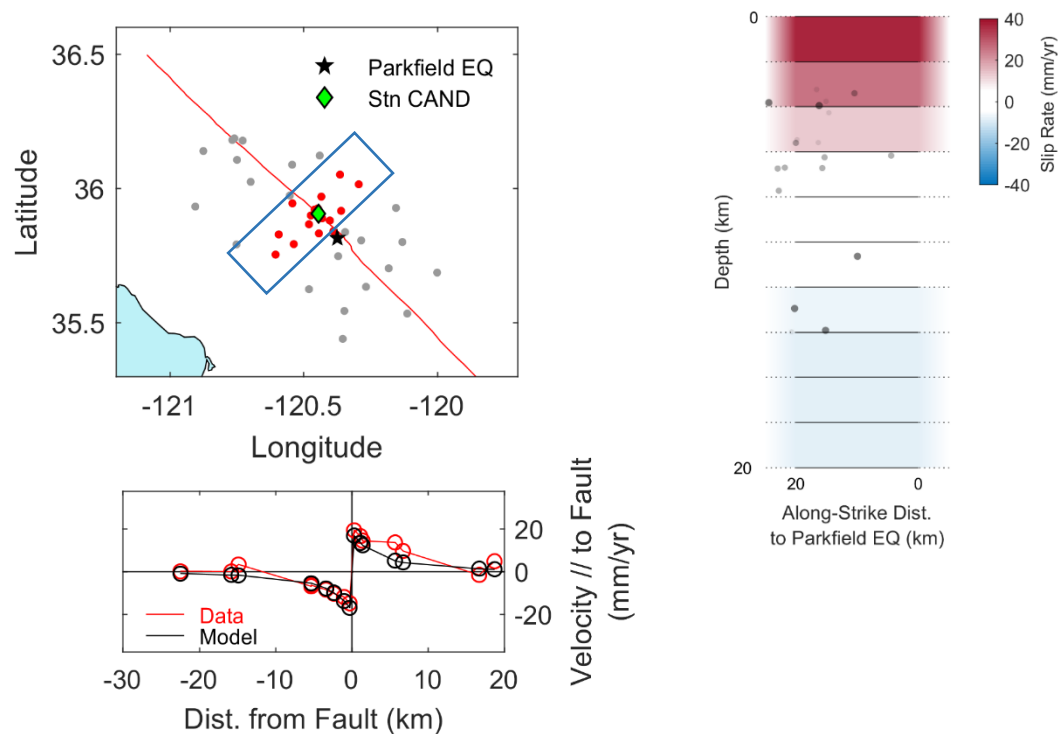 36.5
36
35.5
Latitude
-121
-120.5
-120
Longitude
Parkfield EQ
Stn CAND
0
20
Depth (km)
20
0
Along-Strike Dist.
to Parkfield EQ (km)
40
20
0
-20
-40
Slip Rate (mm/yr)
20
0
-20
Velocity // to Fault
(mm/yr)
Data
Model
-30
-20
-10
0
10
20
Dist. from Fault (km)